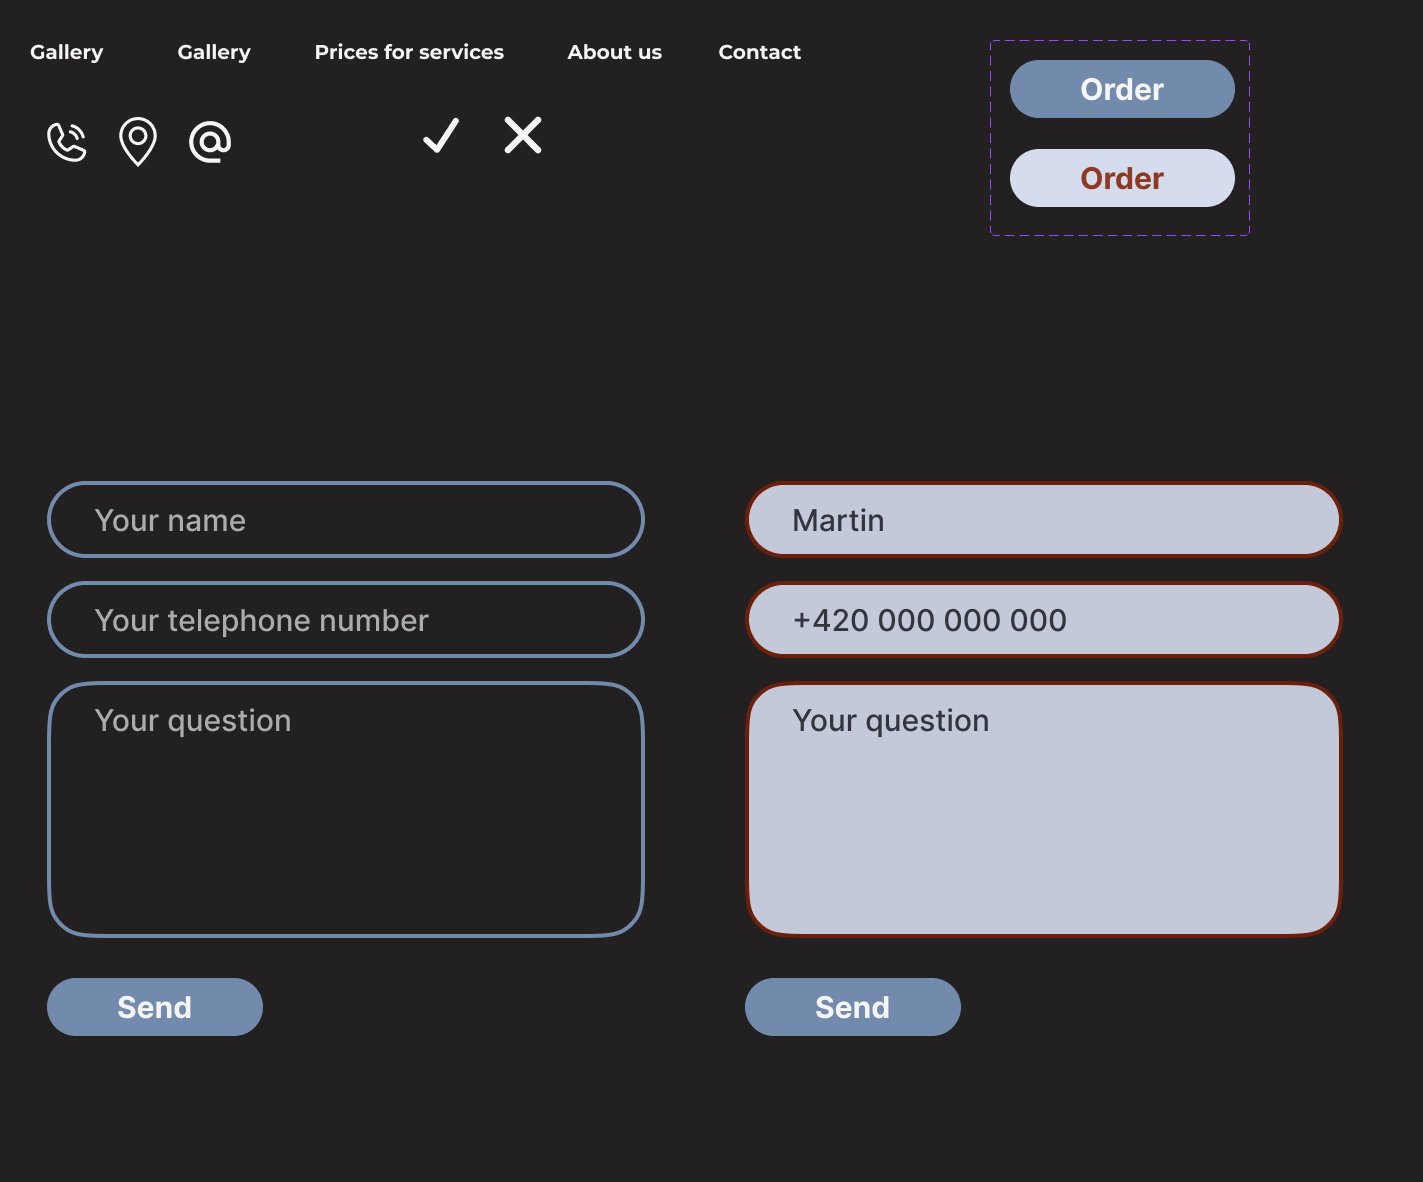 Gallery Gallery Prices for services About us Contact
Order
Order
Your name
Your telephone number
Your question
Send
Martin
+420 000 000 000
Your question
Send